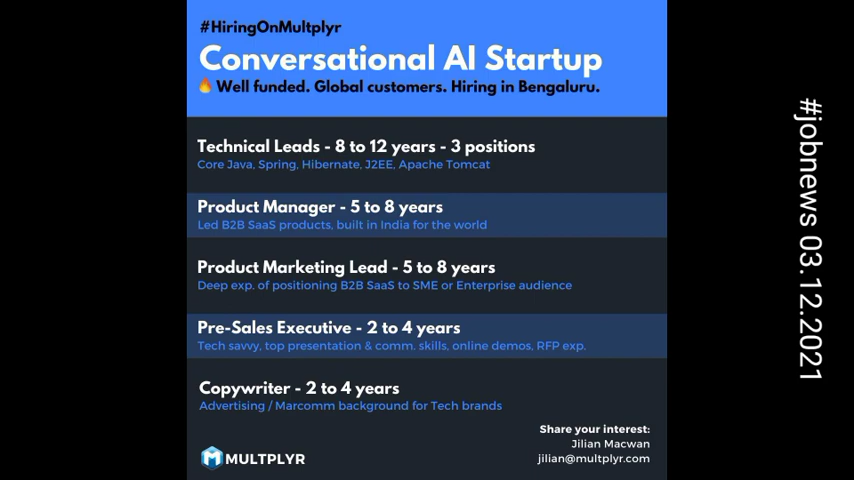 #HiringOnMultplyr
Conversational AI Startup
🔥 Well funded. Global customers. Hiring in Bengaluru.
Technical Leads - 8 to 12 years - 3 positions
Core Java, Spring, Hibernate, J2EE, Apache Tomcat
Product Manager - 5 to 8 years
Led B2B SaaS products, built in India for the world
Product Marketing Lead - 5 to 8 years
Deep exp. of positioning B2B SaaS to SME or Enterprise audience
Pre-Sales Executive - 2 to 4 years
Tech savvy, top presentation & comm. skills, online demos, RFP exp.
Copywriter - 2 to 4 years
Advertising / Marcomm background for Tech brands
Share your interest:
Jilian Macwan
jilian@multplyr.com
MULTPLYR
#jobnews 03.12.2021